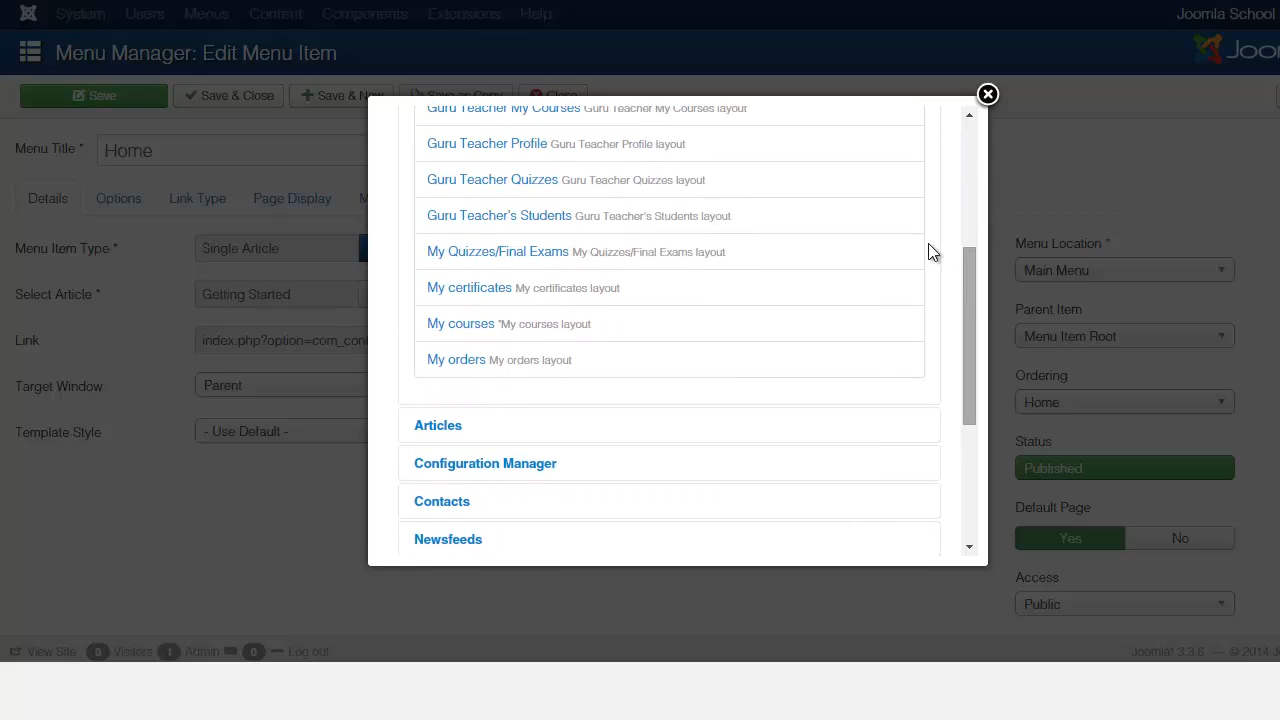 System Users Menus Content Components Extensions Help Joomla School
Menu Manager: Edit Menu Item
Joo
Save Save & Close Save & New Save as Copy Close
Menu Title * Home
Details Options Link Type Page Display M
Menu Item Type * Single Article
Select Article * Getting Started
Link index.php?option=com_con
Target Window Parent
Template Style - Use Default -
Guru Teacher My Courses Guru Teacher My Courses layout
Guru Teacher Profile Guru Teacher Profile layout
Guru Teacher Quizzes Guru Teacher Quizzes layout
Guru Teacher's Students Guru Teacher's Students layout
My Quizzes/Final Exams My Quizzes/Final Exams layout
My certificates My certificates layout
My courses "My courses layout
My orders My orders layout
Articles
Configuration Manager
Contacts
Newsfeeds
Menu Location *
Main Menu
Parent Item
Menu Item Root
Ordering
Home
Status
Published
Default Page
Yes No
Access
Public
View Site 0 Visitors 1 Admin 0 Log out Joomla! 3.3.6 — © 2014 J